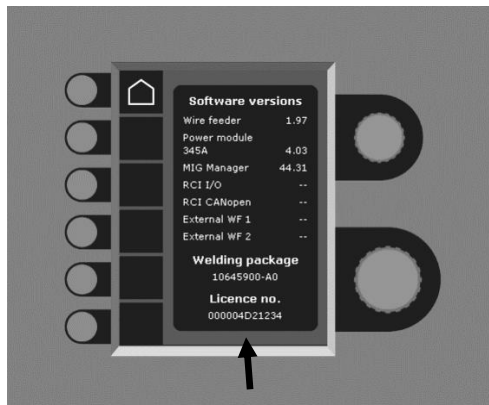 Software versions
Wire feeder 1.97
Power module
345A 4.03
MIG Manager 44.31
RCI I/O --
RCI CANopen --
External WF 1 --
External WF 2 --
Welding package
10645900-A0
Licence no.
000004D21234